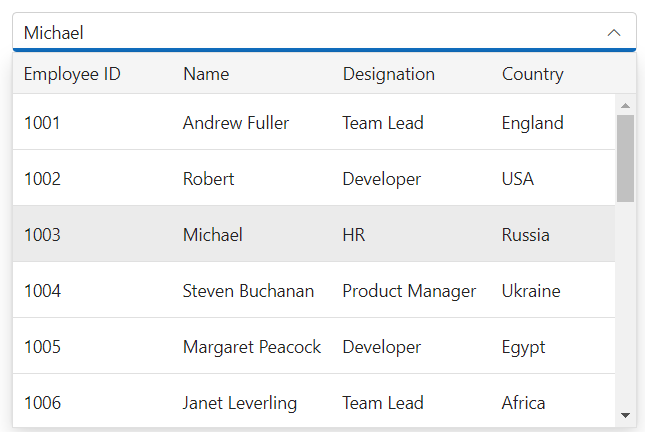 Michael
Employee ID Name Designation Country
1001 Andrew Fuller Team Lead England
1002 Robert Developer USA
1003 Michael HR Russia
1004 Steven Buchanan Product Manager Ukraine
1005 Margaret Peacock Developer Egypt
1006 Janet Leverling Team Lead Africa